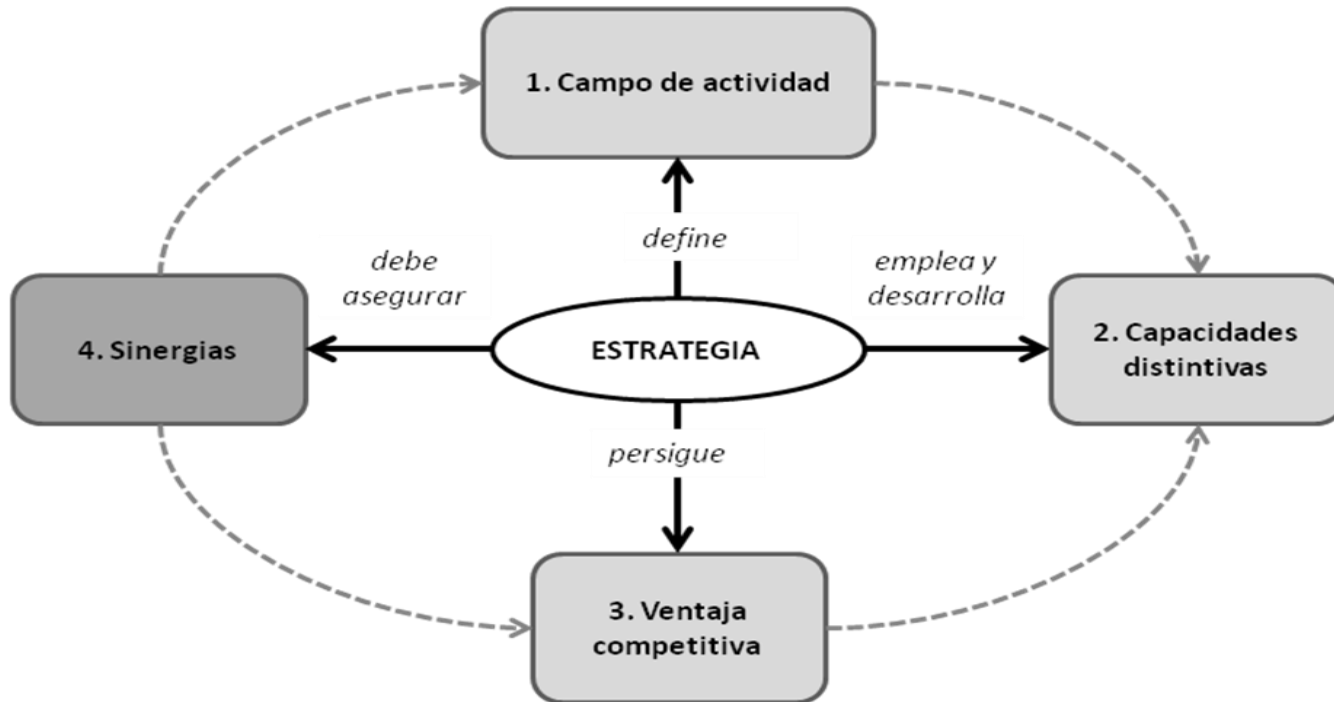 1. Campo de actividad
define
debe
asegurar
emplea y
desarrolla
4. Sinergias
ESTRATEGIA
2. Capacidades
distintivas
persigue
3. Ventaja
competitiva